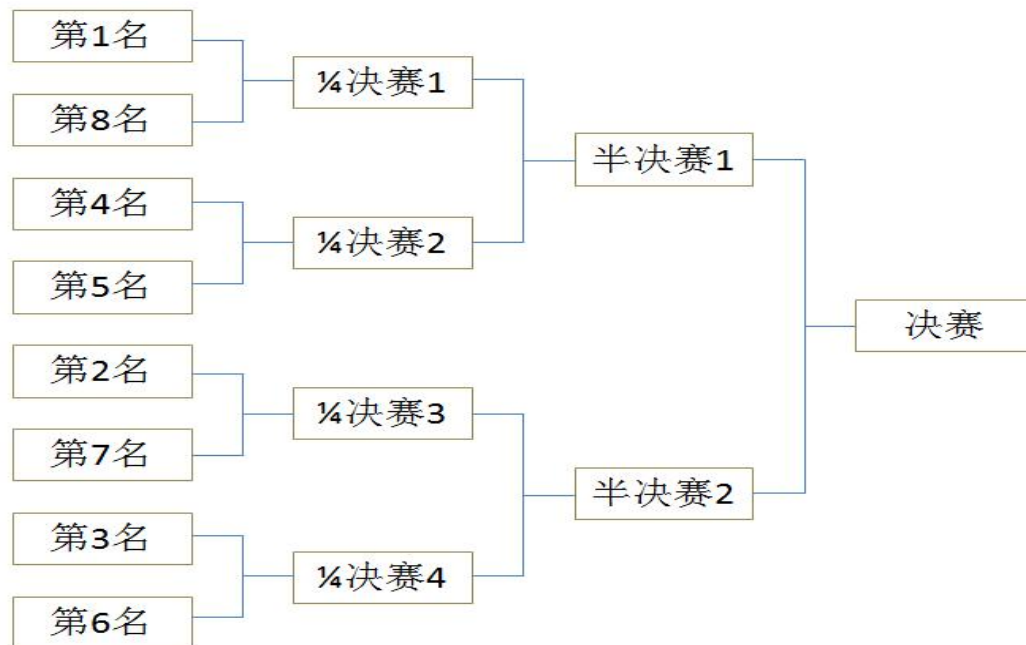 第1名
第8名
第4名
第5名
第2名
第7名
第3名
第6名
¼决赛1
¼决赛2
¼决赛3
¼决赛4
半决赛1
半决赛2
决赛